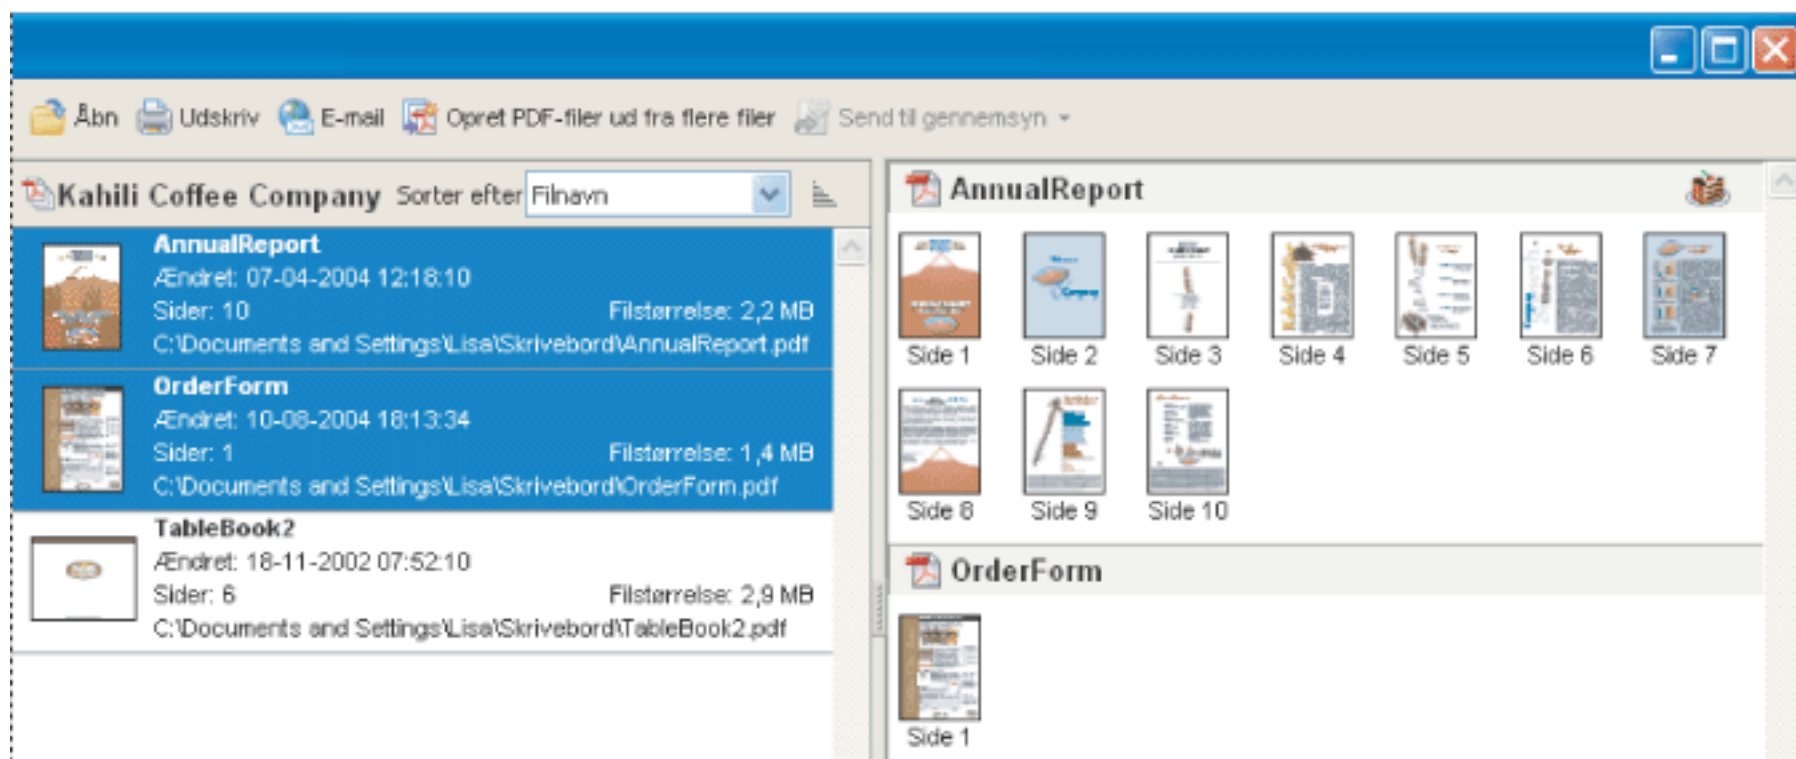 Åbn Udskriv E-mail Opret PDF-filer ud fra flere filer Send til gennemsyn
Kahili Coffee Company Sorter efter Filnavn
AnnualReport
Ændret: 07-04-2004 12:18:10
Sider: 10 Filstørrelse: 2,2 MB
C:\Documents and Settings\Lisa\Skrivebord\AnnualReport.pdf
OrderForm
Ændret: 10-08-2004 18:13:34
Sider: 1 Filstørrelse: 1,4 MB
C:\Documents and Settings\Lisa\Skrivebord\OrderForm.pdf
TableBook2
Ændret: 18-11-2002 07:52:10
Sider: 6 Filstørrelse: 2,9 MB
C:\Documents and Settings\Lisa\Skrivebord\TableBook2.pdf
AnnualReport
Side 1 Side 2 Side 3 Side 4 Side 5 Side 6 Side 7
Side 8 Side 9 Side 10
OrderForm
Side 1